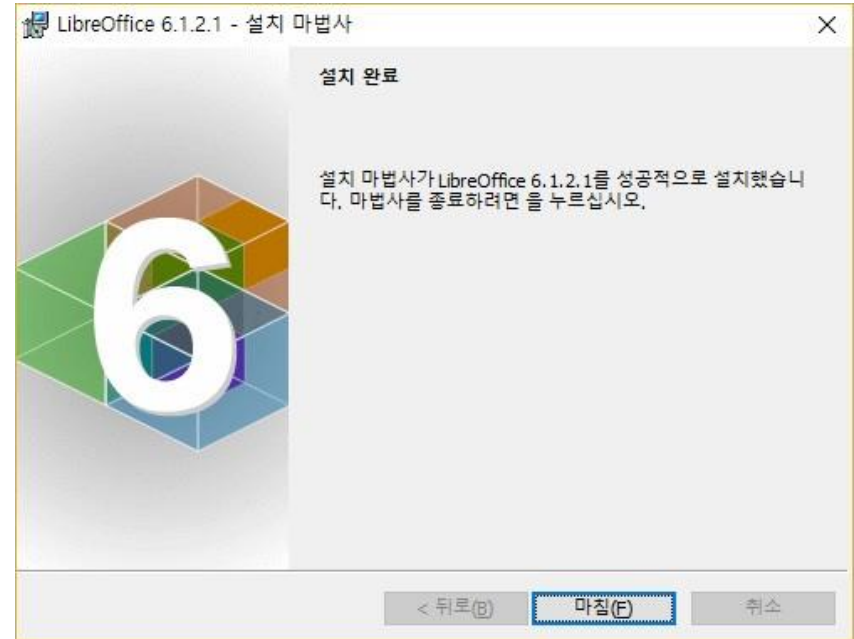 LibreOffice 6.1.2.1 - 설치 마법사
설치 완료
설치 마법사가 LibreOffice 6.1.2.1를 성공적으로 설치했습니
다. 마법사를 종료하려면 을 누르십시오.
6
< 뒤로(B) 마침(F) 취소